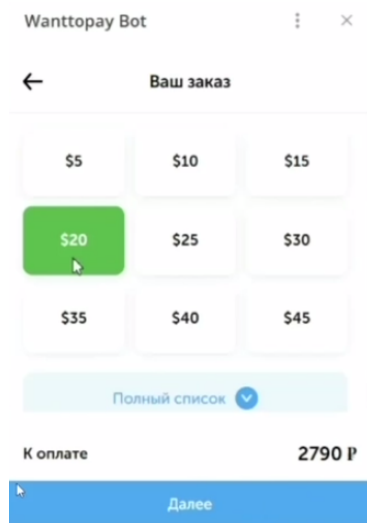 Wanttopay Bot
Ваш заказ
$5 $10 $15
$20 $25 $30
$35 $40 $45
Полный список
К оплате 2790 ₽
Далее